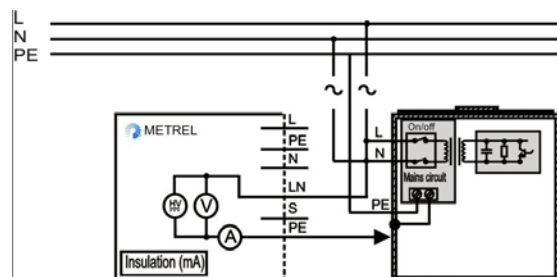 L
N
PE
METREL
L
PE
N
LN
S
PE
HV
V
A
Insulation (mA)
On/off
L
N
Mains circuit
PE